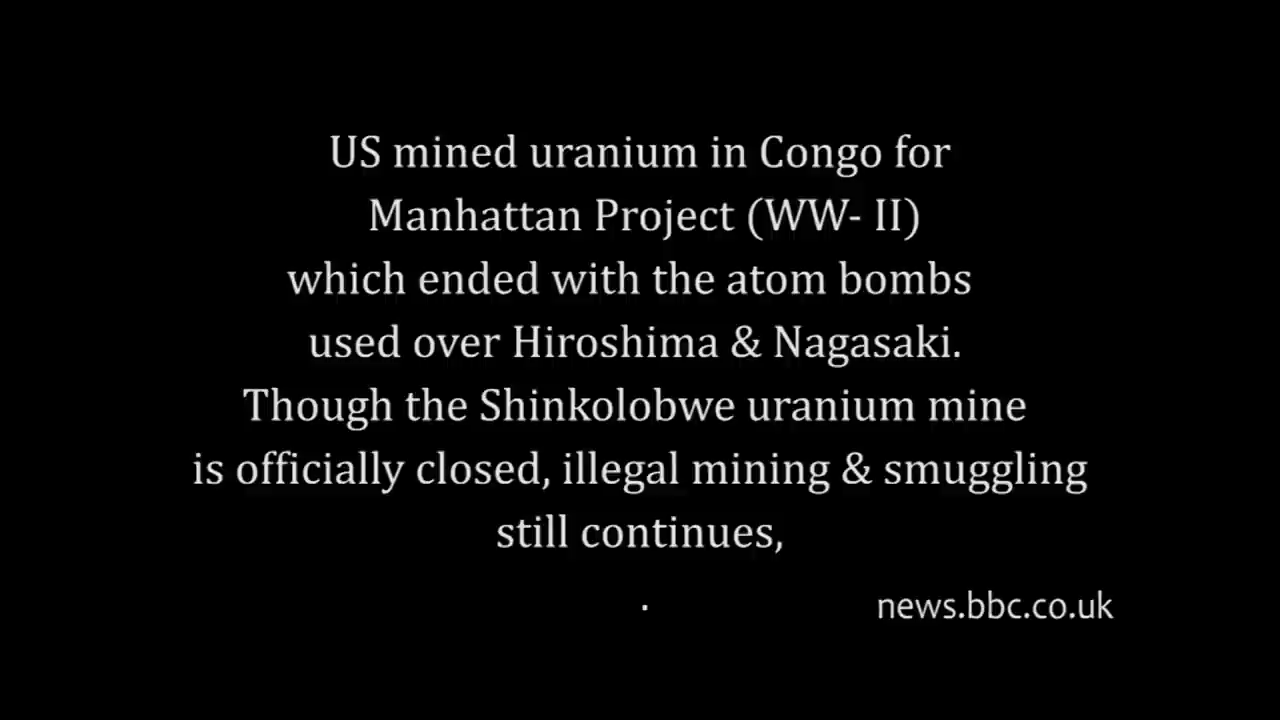 US mined uranium in Congo for
Manhattan Project (WW- II)
which ended with the atom bombs
used over Hiroshima & Nagasaki.
Though the Shinkolobwe uranium mine
is officially closed, illegal mining & smuggling
still continues,
. news.bbc.co.uk